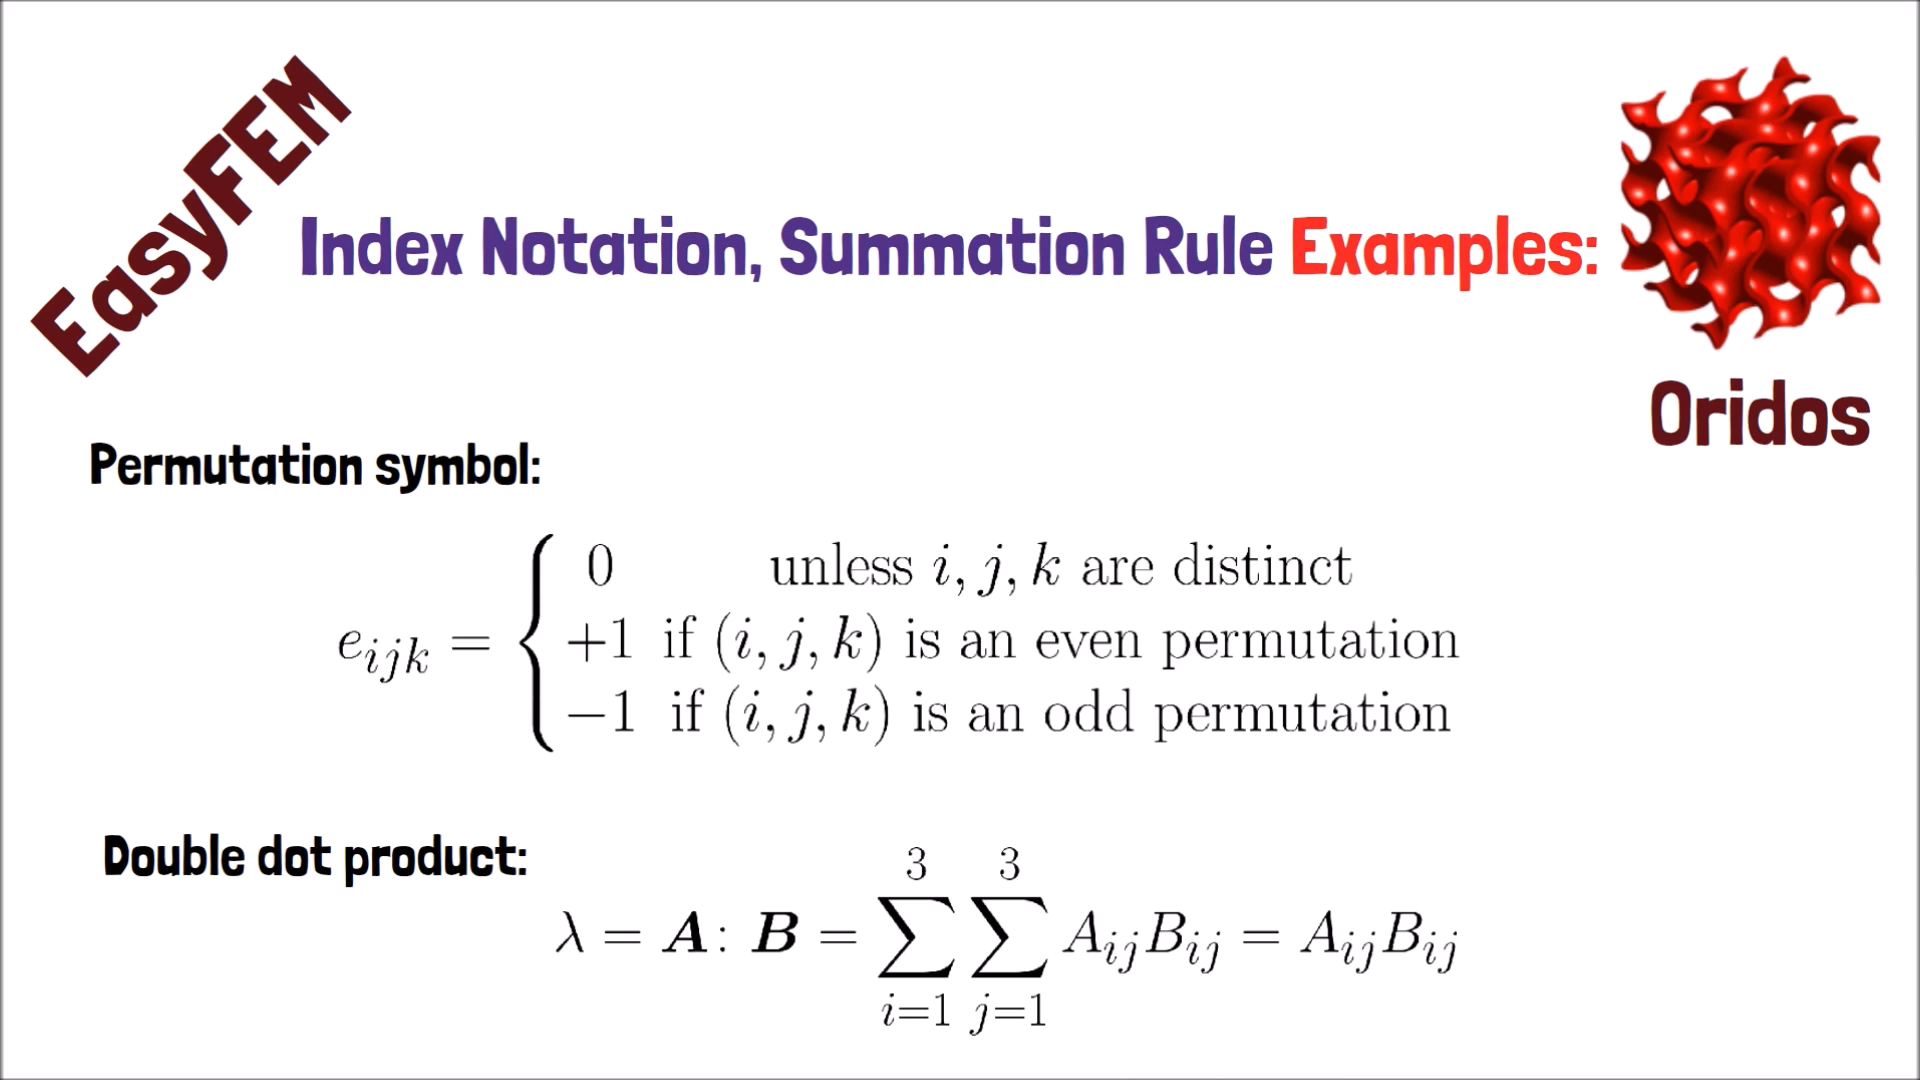 EasyFEM
Index Notation, Summation Rule Examples:
Oridos
Permutation symbol:
e_{ijk} = { 0 unless i, j, k are distinct
+1 if (i, j, k) is an even permutation
−1 if (i, j, k) is an odd permutation
Double dot product:
λ = A : B = ∑_{i=1}^{3} ∑_{j=1}^{3} A_{ij}B_{ij} = A_{ij}B_{ij}